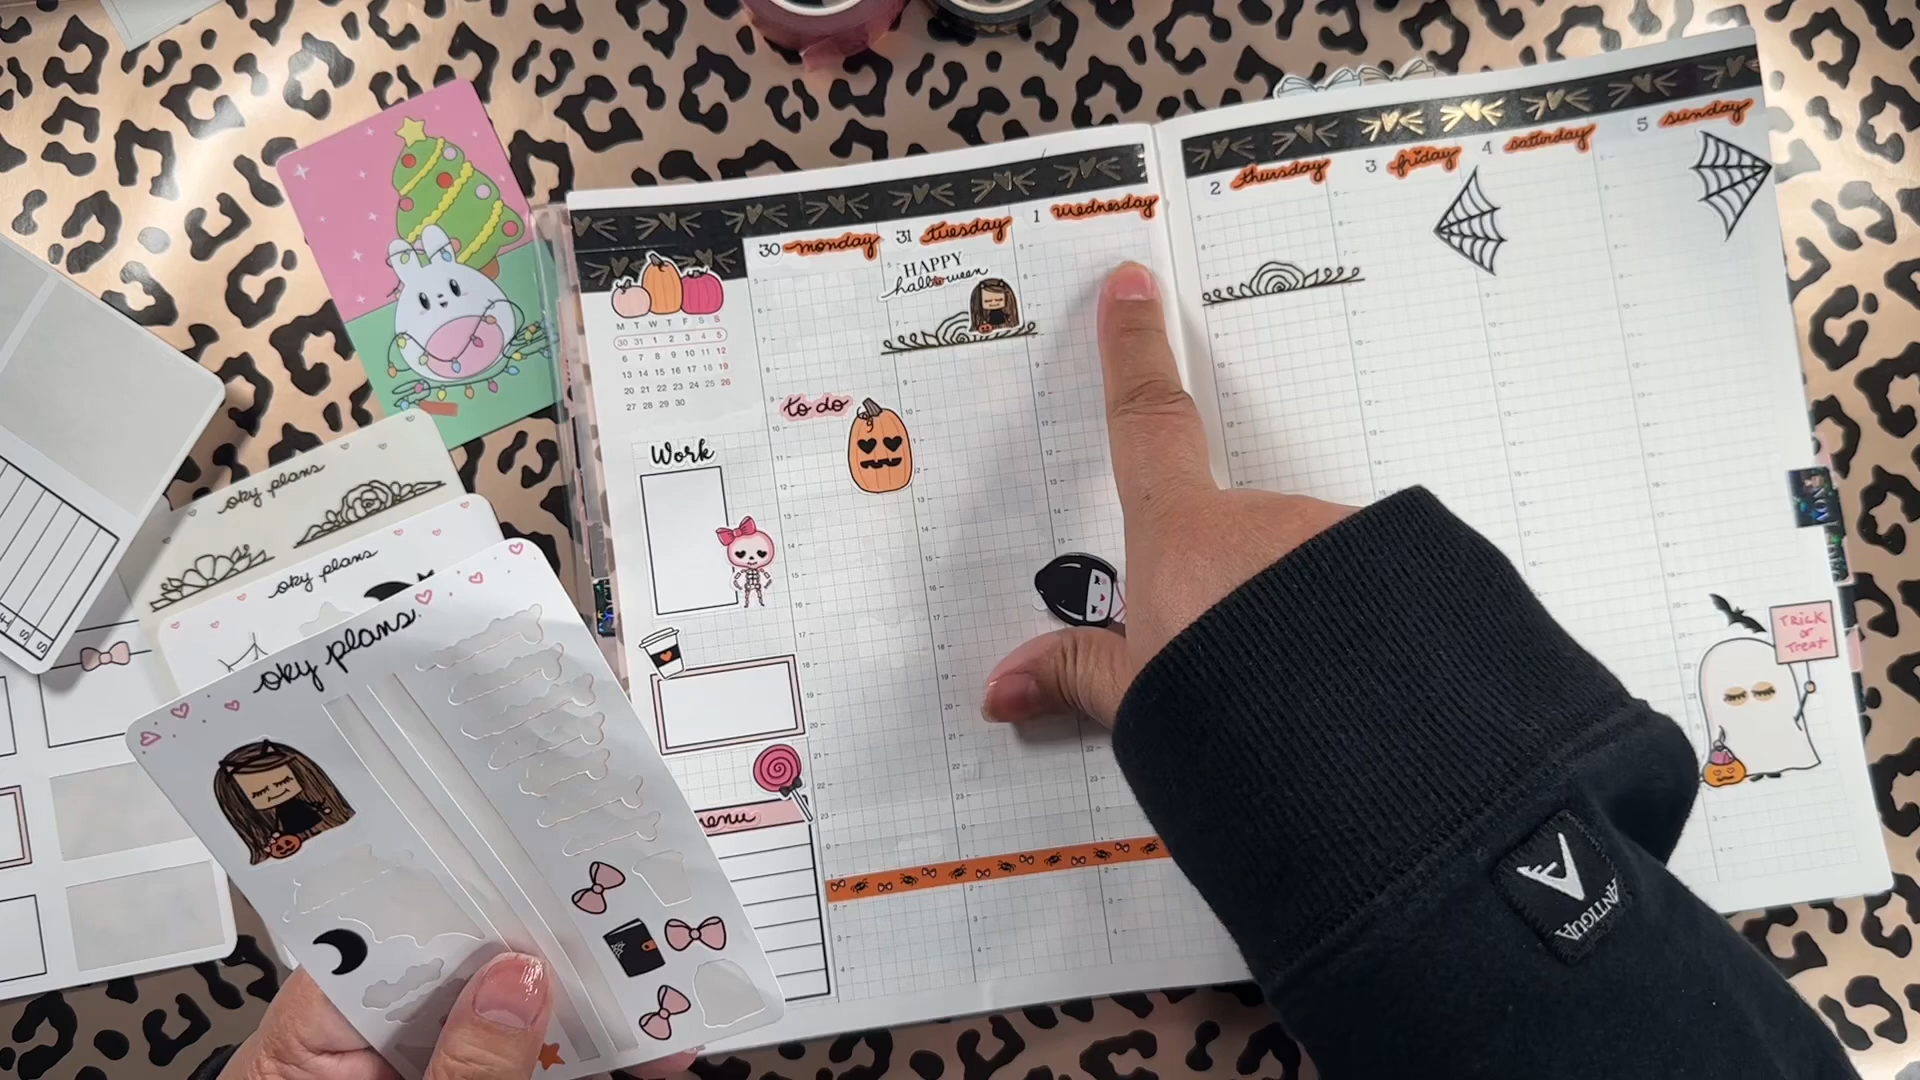 30 monday
31 tuesday
1 wednesday
2 thursday
3 friday
4 saturday
5 sunday
HAPPY
halloween
M T W T F S S
30 31 1 2 3 4 5
6 7 8 9 10 11 12
13 14 15 16 17 18 19
20 21 22 23 24 25 26
27 28 29 30
to do
Work
menu
TRICK
or
TreaT
oky plans
oky plans
oky plans
S
S
ANTIGUA
NOV